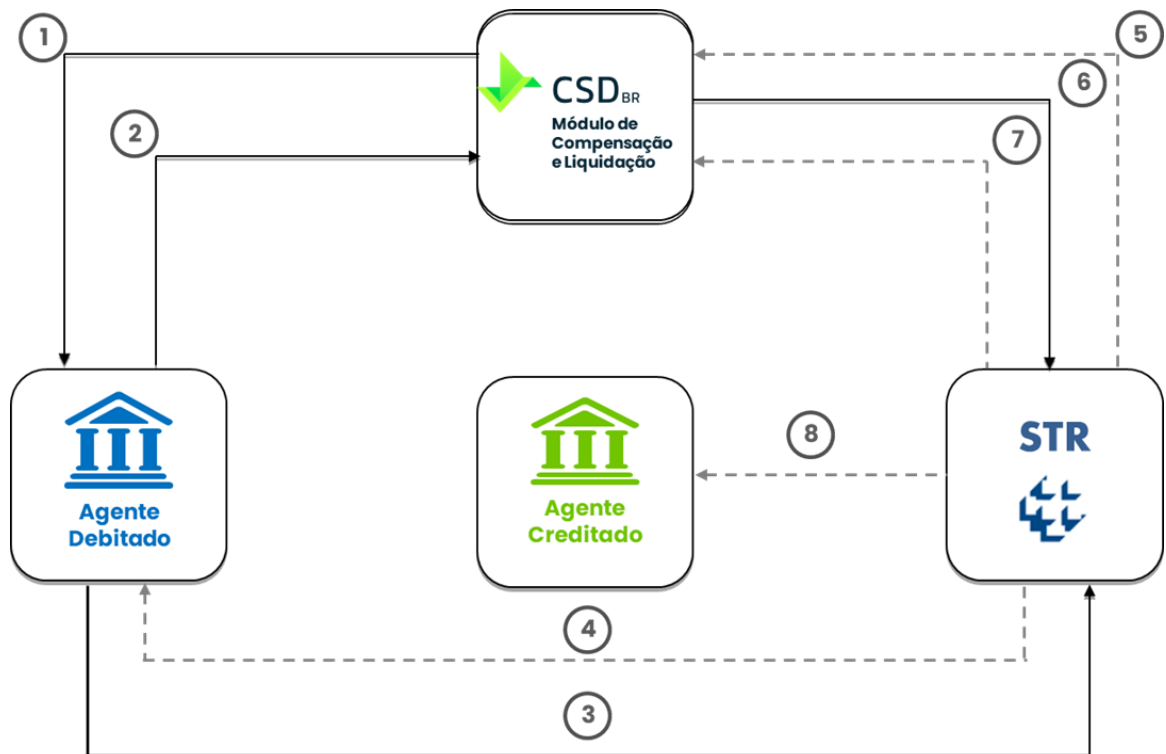 1
5
CSD BR
6
2
Módulo de
Compensação
e Liquidação
7
8
STR
Agente
Debitado
Agente
Creditado
4
3